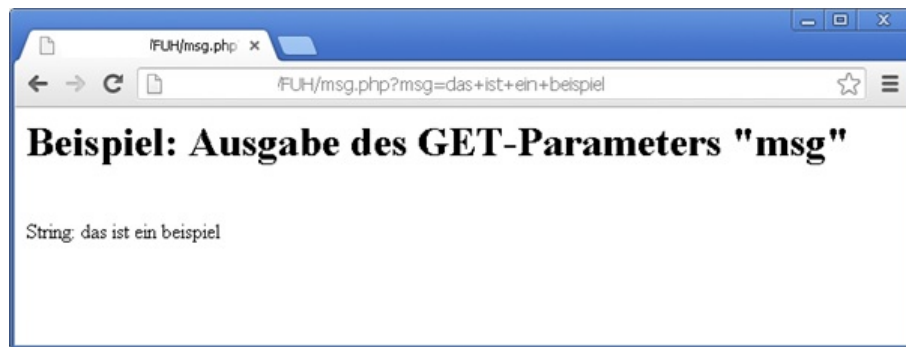 /FUH/msg.php
/FUH/msg.php?msg=das+ist+ein+beispiel
Beispiel: Ausgabe des GET-Parameters "msg"
String: das ist ein beispiel